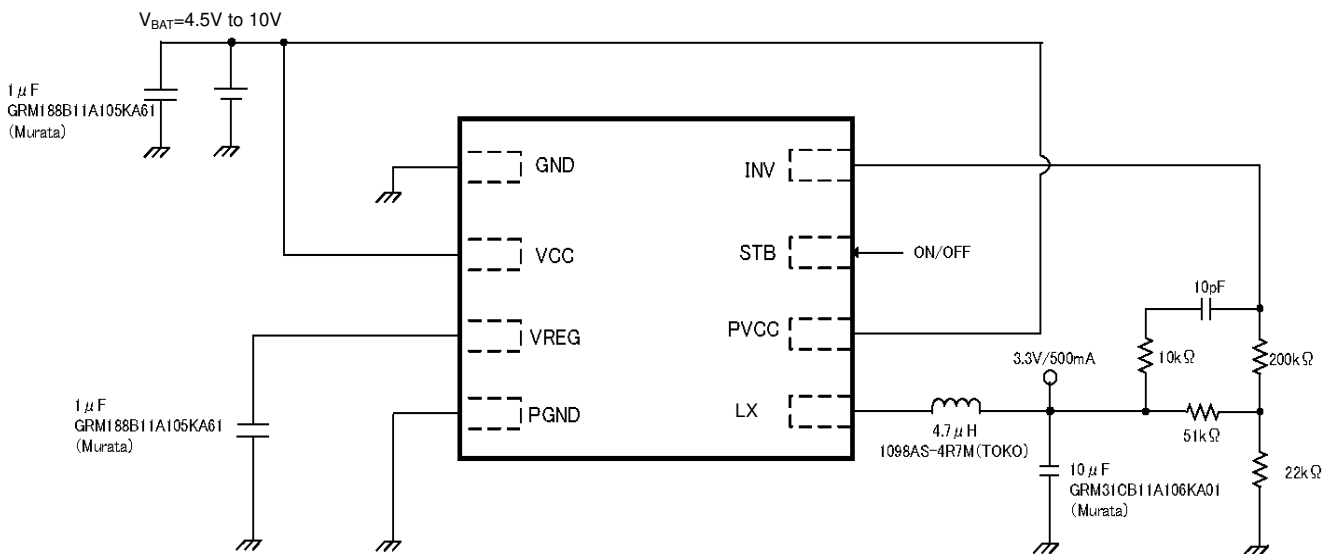 V_BAT=4.5V to 10V
1μF
GRM188B11A105KA61
(Murata)
GND
INV
VCC
STB
ON/OFF
VREG
PVCC
PGND
LX
10pF
10kΩ
200kΩ
3.3V/500mA
51kΩ
4.7μH
1098AS-4R7M(TOKO)
22kΩ
1μF
GRM188B11A105KA61
(Murata)
10μF
GRM31CB11A106KA01
(Murata)